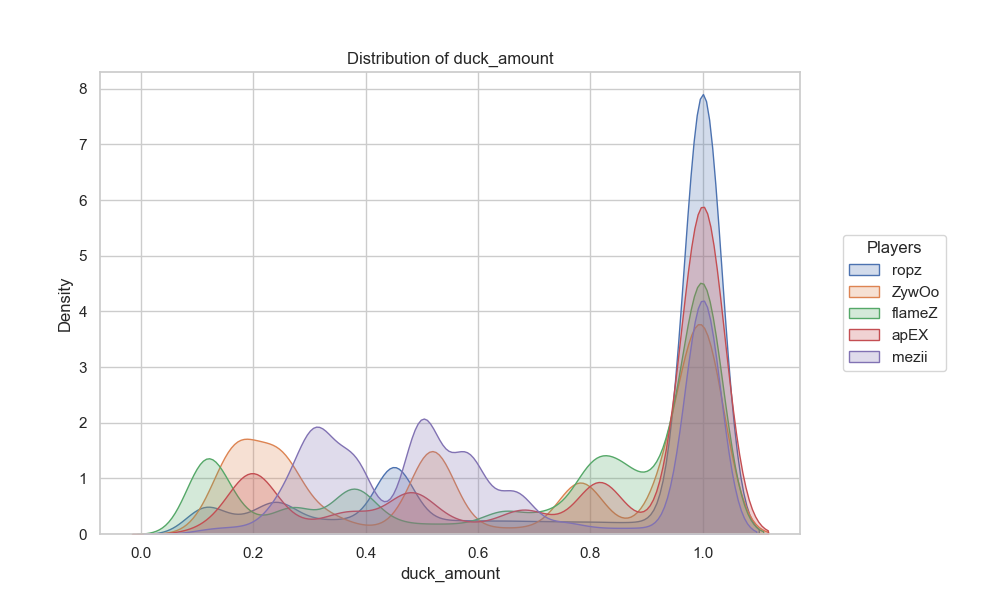 Distribution of duck_amount
Density
8
7
6
5
4
3
2
1
0
0.0 0.2 0.4 0.6 0.8 1.0
duck_amount
Players
ropz
ZywOo
flameZ
apEX
mezii